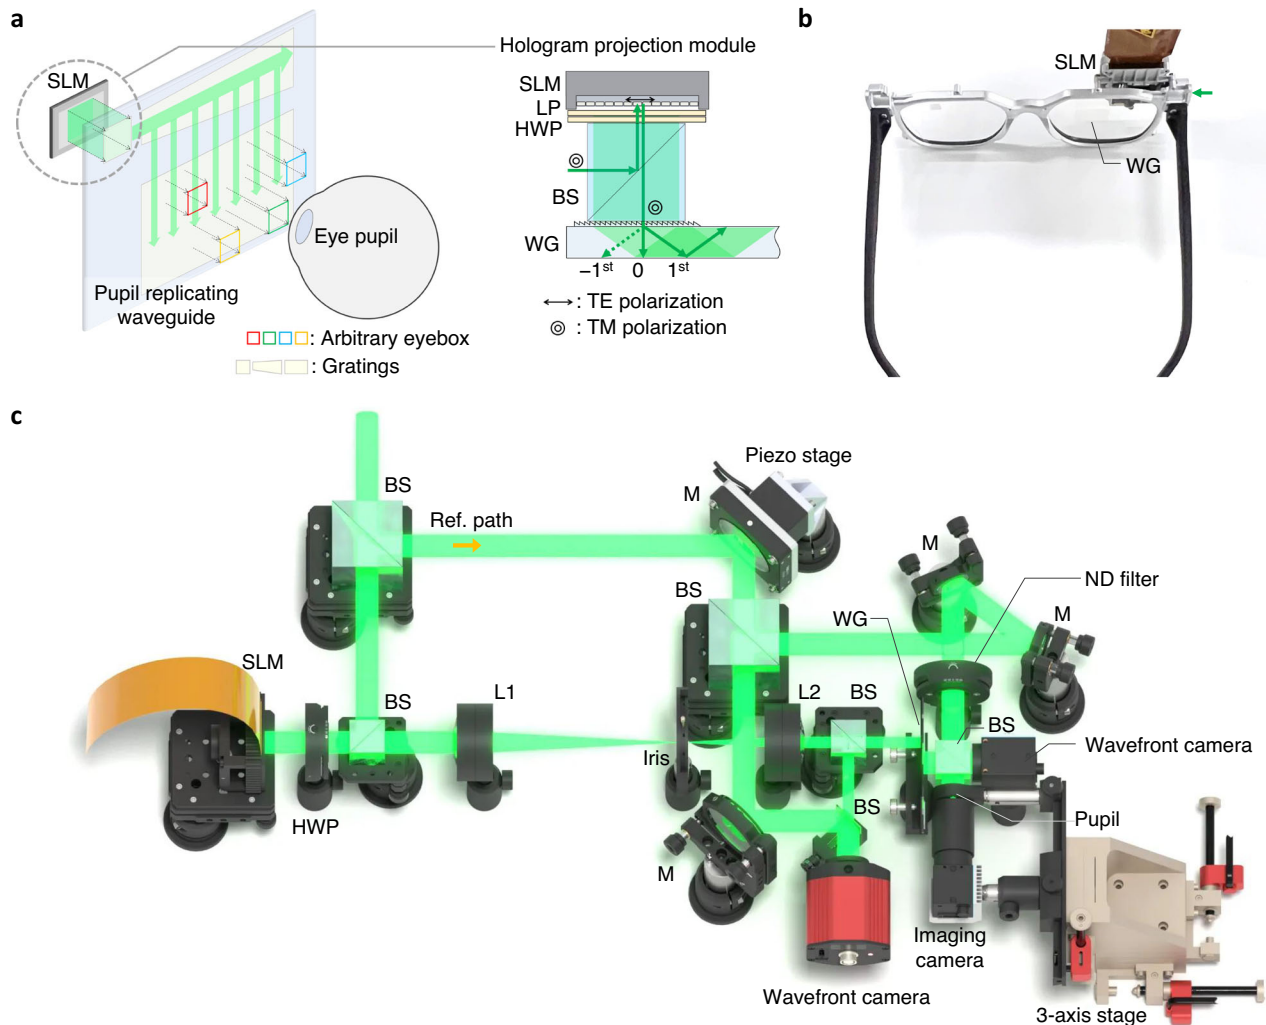 a
SLM
Hologram projection module
SLM
LP
HWP
BS
WG
−1st
0
1st
Eye pupil
Pupil replicating
waveguide
: Arbitrary eyebox
: Gratings
: TE polarization
: TM polarization
b
SLM
WG
c
BS
Ref. path
M
Piezo stage
M
ND filter
BS
WG
M
SLM
BS
L1
L2
BS
BS
Iris
Wavefront camera
HWP
BS
Pupil
M
Imaging
camera
Wavefront camera
3-axis stage